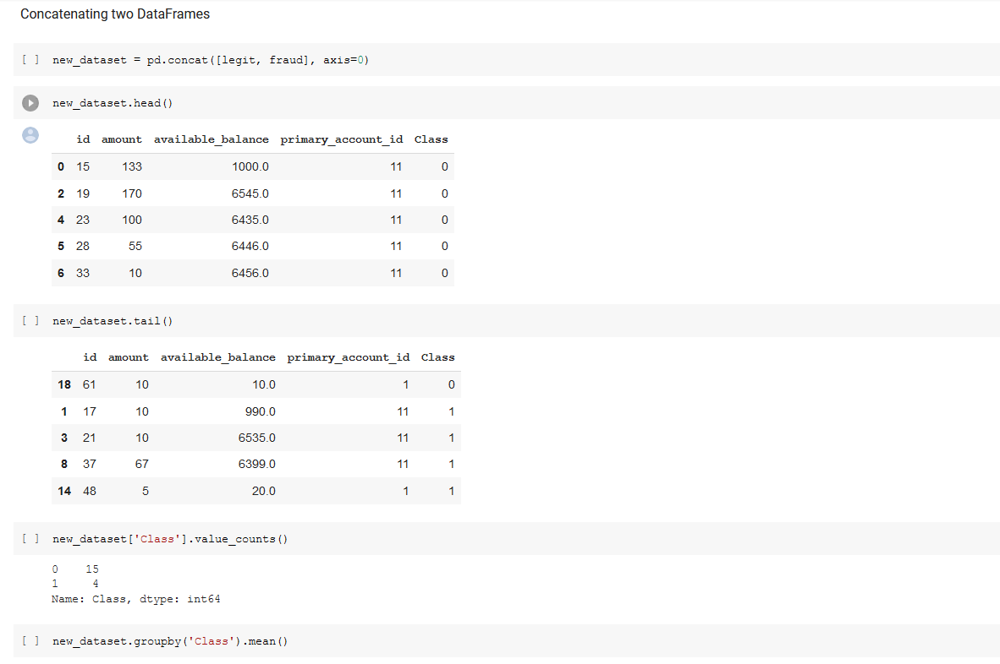 Concatenating two DataFrames
[ ] new_dataset = pd.concat([legit, fraud], axis=0)
new_dataset.head()
id amount available_balance primary_account_id Class
0 15 133 1000.0 11 0
2 19 170 6545.0 11 0
4 23 100 6435.0 11 0
5 28 55 6446.0 11 0
6 33 10 6456.0 11 0
[ ] new_dataset.tail()
id amount available_balance primary_account_id Class
18 61 10 10.0 1 0
1 17 10 990.0 11 1
3 21 10 6535.0 11 1
8 37 67 6399.0 11 1
14 48 5 20.0 1 1
[ ] new_dataset['Class'].value_counts()
0 15
1 4
Name: Class, dtype: int64
[ ] new_dataset.groupby('Class').mean()